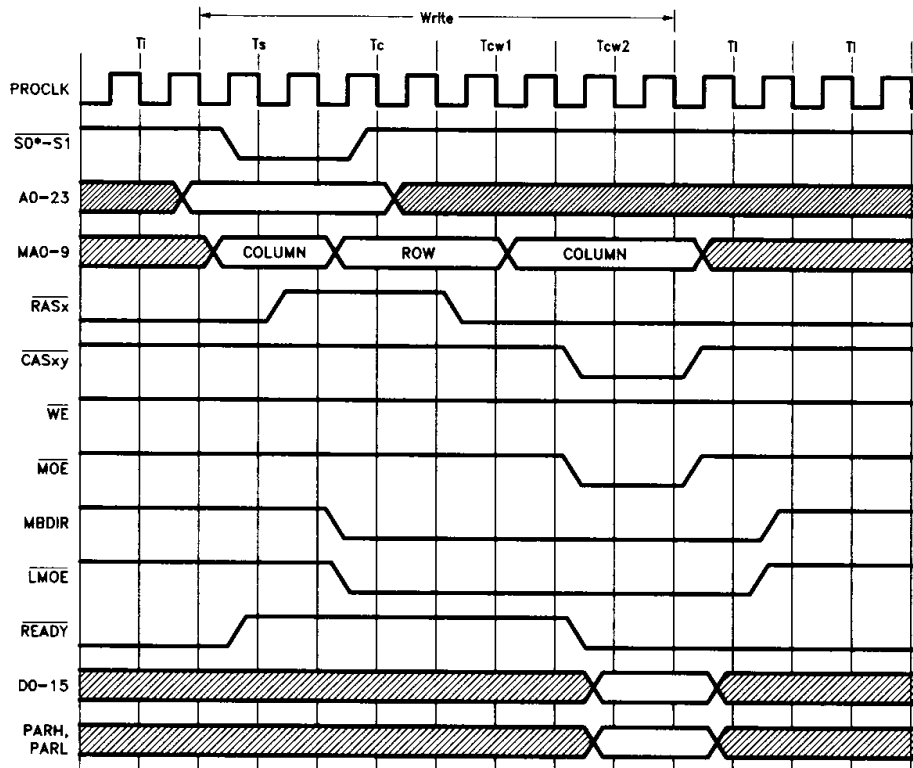 Write
Ti Ts Tc Tcw1 Tcw2 Ti Ti
PROCLK
S0*-S1
A0-23
MA0-9 COLUMN ROW COLUMN
RASx
CASxy
WE
MOE
MBDIR
LMOE
READY
D0-15
PARH,
PARL